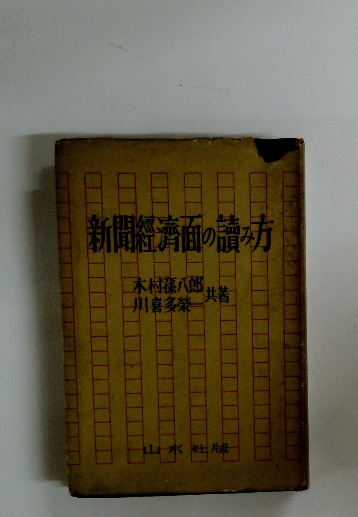 新聞經濟面の讀み方
木村孫八郎
川喜多榮一
共著
山水社版